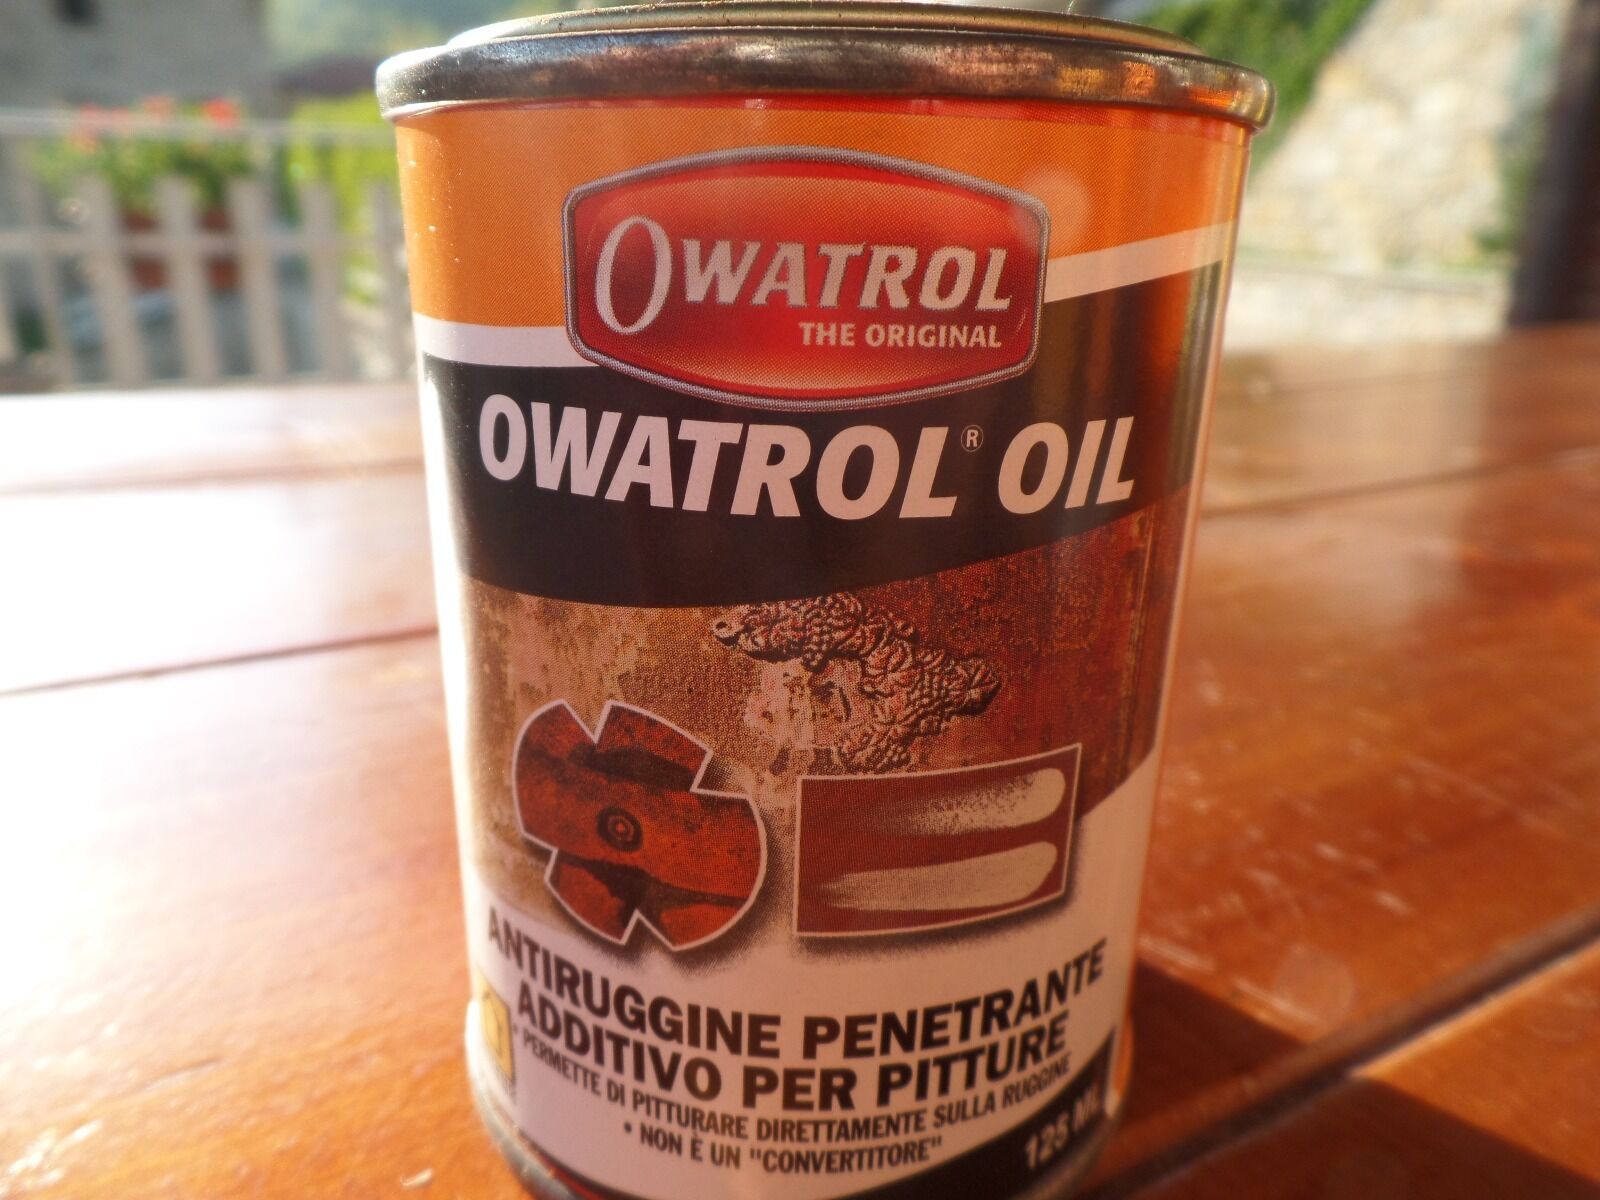 OWATROL
THE ORIGINAL
OWATROL® OIL
ANTIRUGGINE PENETRANTE
ADDITIVO PER PITTURE
• PERMETTE DI PITTURARE DIRETTAMENTE SULLA RUGGINE
• NON È UN "CONVERTITORE"
125 ML